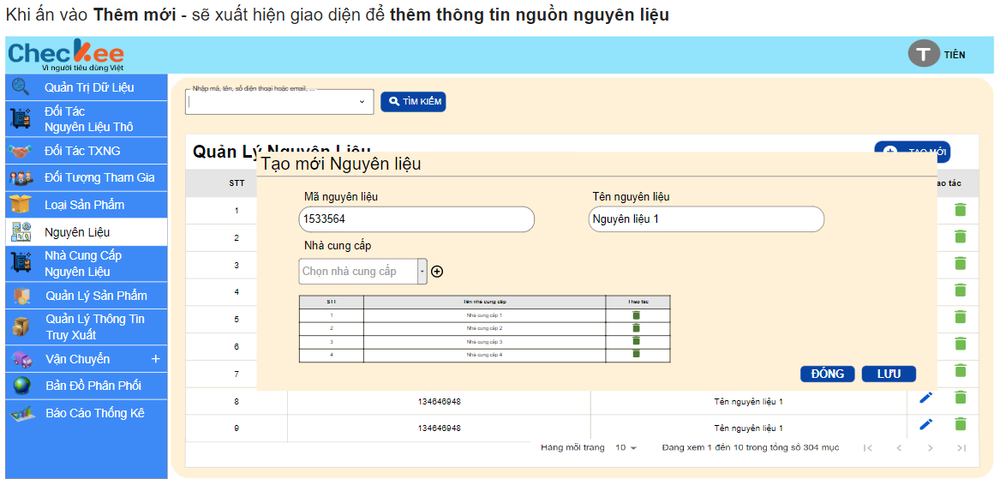 Khi ấn vào Thêm mới - sẽ xuất hiện giao diện để thêm thông tin nguồn nguyên liệu
Checkee
Vì người tiêu dùng Việt
T
TIÊN
Quản Trị Dữ Liệu
Đối Tác
Nguyên Liệu Thô
Đối Tác TXNG
Đối Tượng Tham Gia
Loại Sản Phẩm
Nguyên Liệu
Nhà Cung Cấp
Nguyên Liệu
Quản Lý Sản Phẩm
Quản Lý Thông Tin
Truy Xuất
Vận Chuyển +
Bản Đồ Phân Phối
Báo Cáo Thống Kê
Nhập mã, tên, số điện thoại hoặc email, ...
TÌM KIẾM
Quản Lý Nguyên Liệu
TẠO MỚI
STT
ao tác
Tạo mới Nguyên liệu
Mã nguyên liệu Tên nguyên liệu
1533564 Nguyên liệu 1
Nhà cung cấp
Chọn nhà cung cấp
STT Tên nhà cung cấp Thao tác
1 Nhà cung cấp 1
2 Nhà cung cấp 2
3 Nhà cung cấp 3
4 Nhà cung cấp 4
ĐÓNG LƯU
1
2
3
4
5
6
7
8 134646948 Tên nguyên liệu 1
9 134646948 Tên nguyên liệu 1
Hàng mỗi trang 10 Đang xem 1 đến 10 trong tổng số 304 mục